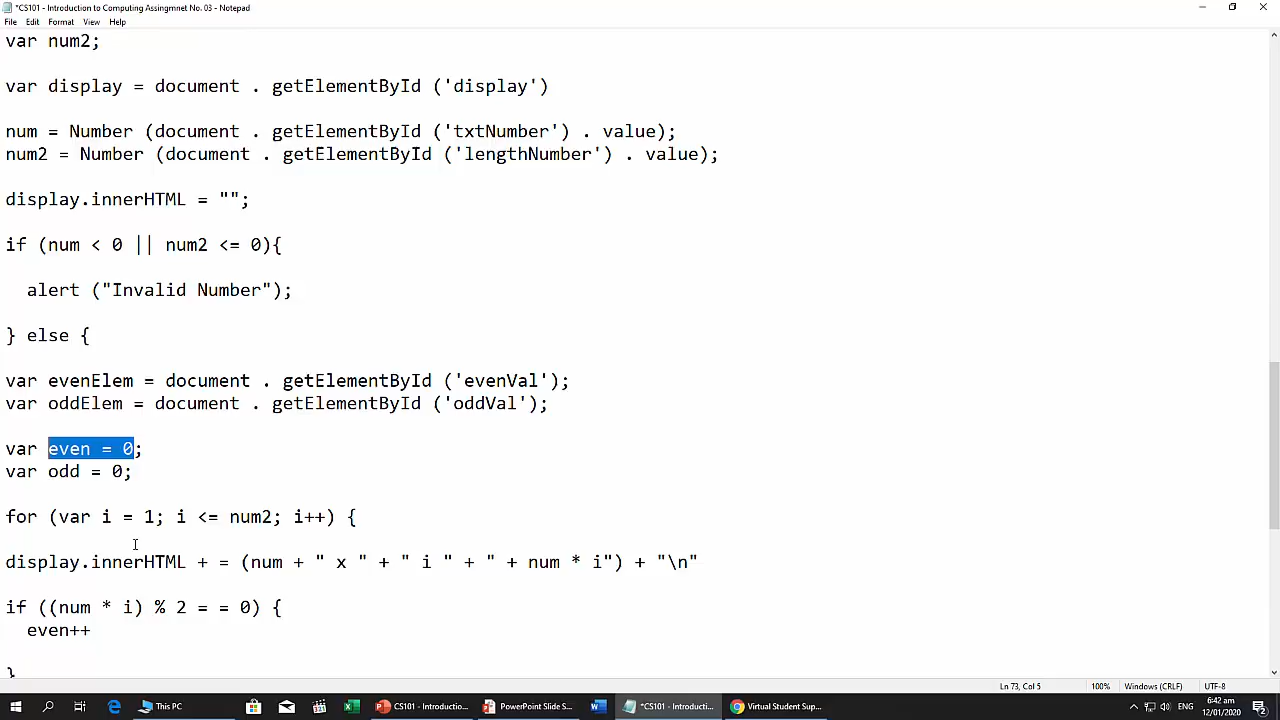 *CS101 - Introduction to Computing Assingmnet No. 03 - Notepad
File Edit Format View Help
var num2;
var display = document . getElementById ('display')
num = Number (document . getElementById ('txtNumber') . value);
num2 = Number (document . getElementById ('lengthNumber') . value);
display.innerHTML = "";
if (num < 0 || num2 <= 0){
alert ("Invalid Number");
} else {
var evenElem = document . getElementById ('evenVal');
var oddElem = document . getElementById ('oddVal');
var even = 0;
var odd = 0;
for (var i = 1; i <= num2; i++) {
display.innerHTML + = (num + " x " + " i " + " + num * i") + "\n"
if ((num * i) % 2 = = 0) {
even++
}
Ln 73, Col 5 100% Windows (CRLF) UTF-8
This PC CS101 - Introductio... PowerPoint Slide S... *CS101 - Introducti... Virtual Student Sup... ENG 6:42 am
12/01/2020 2